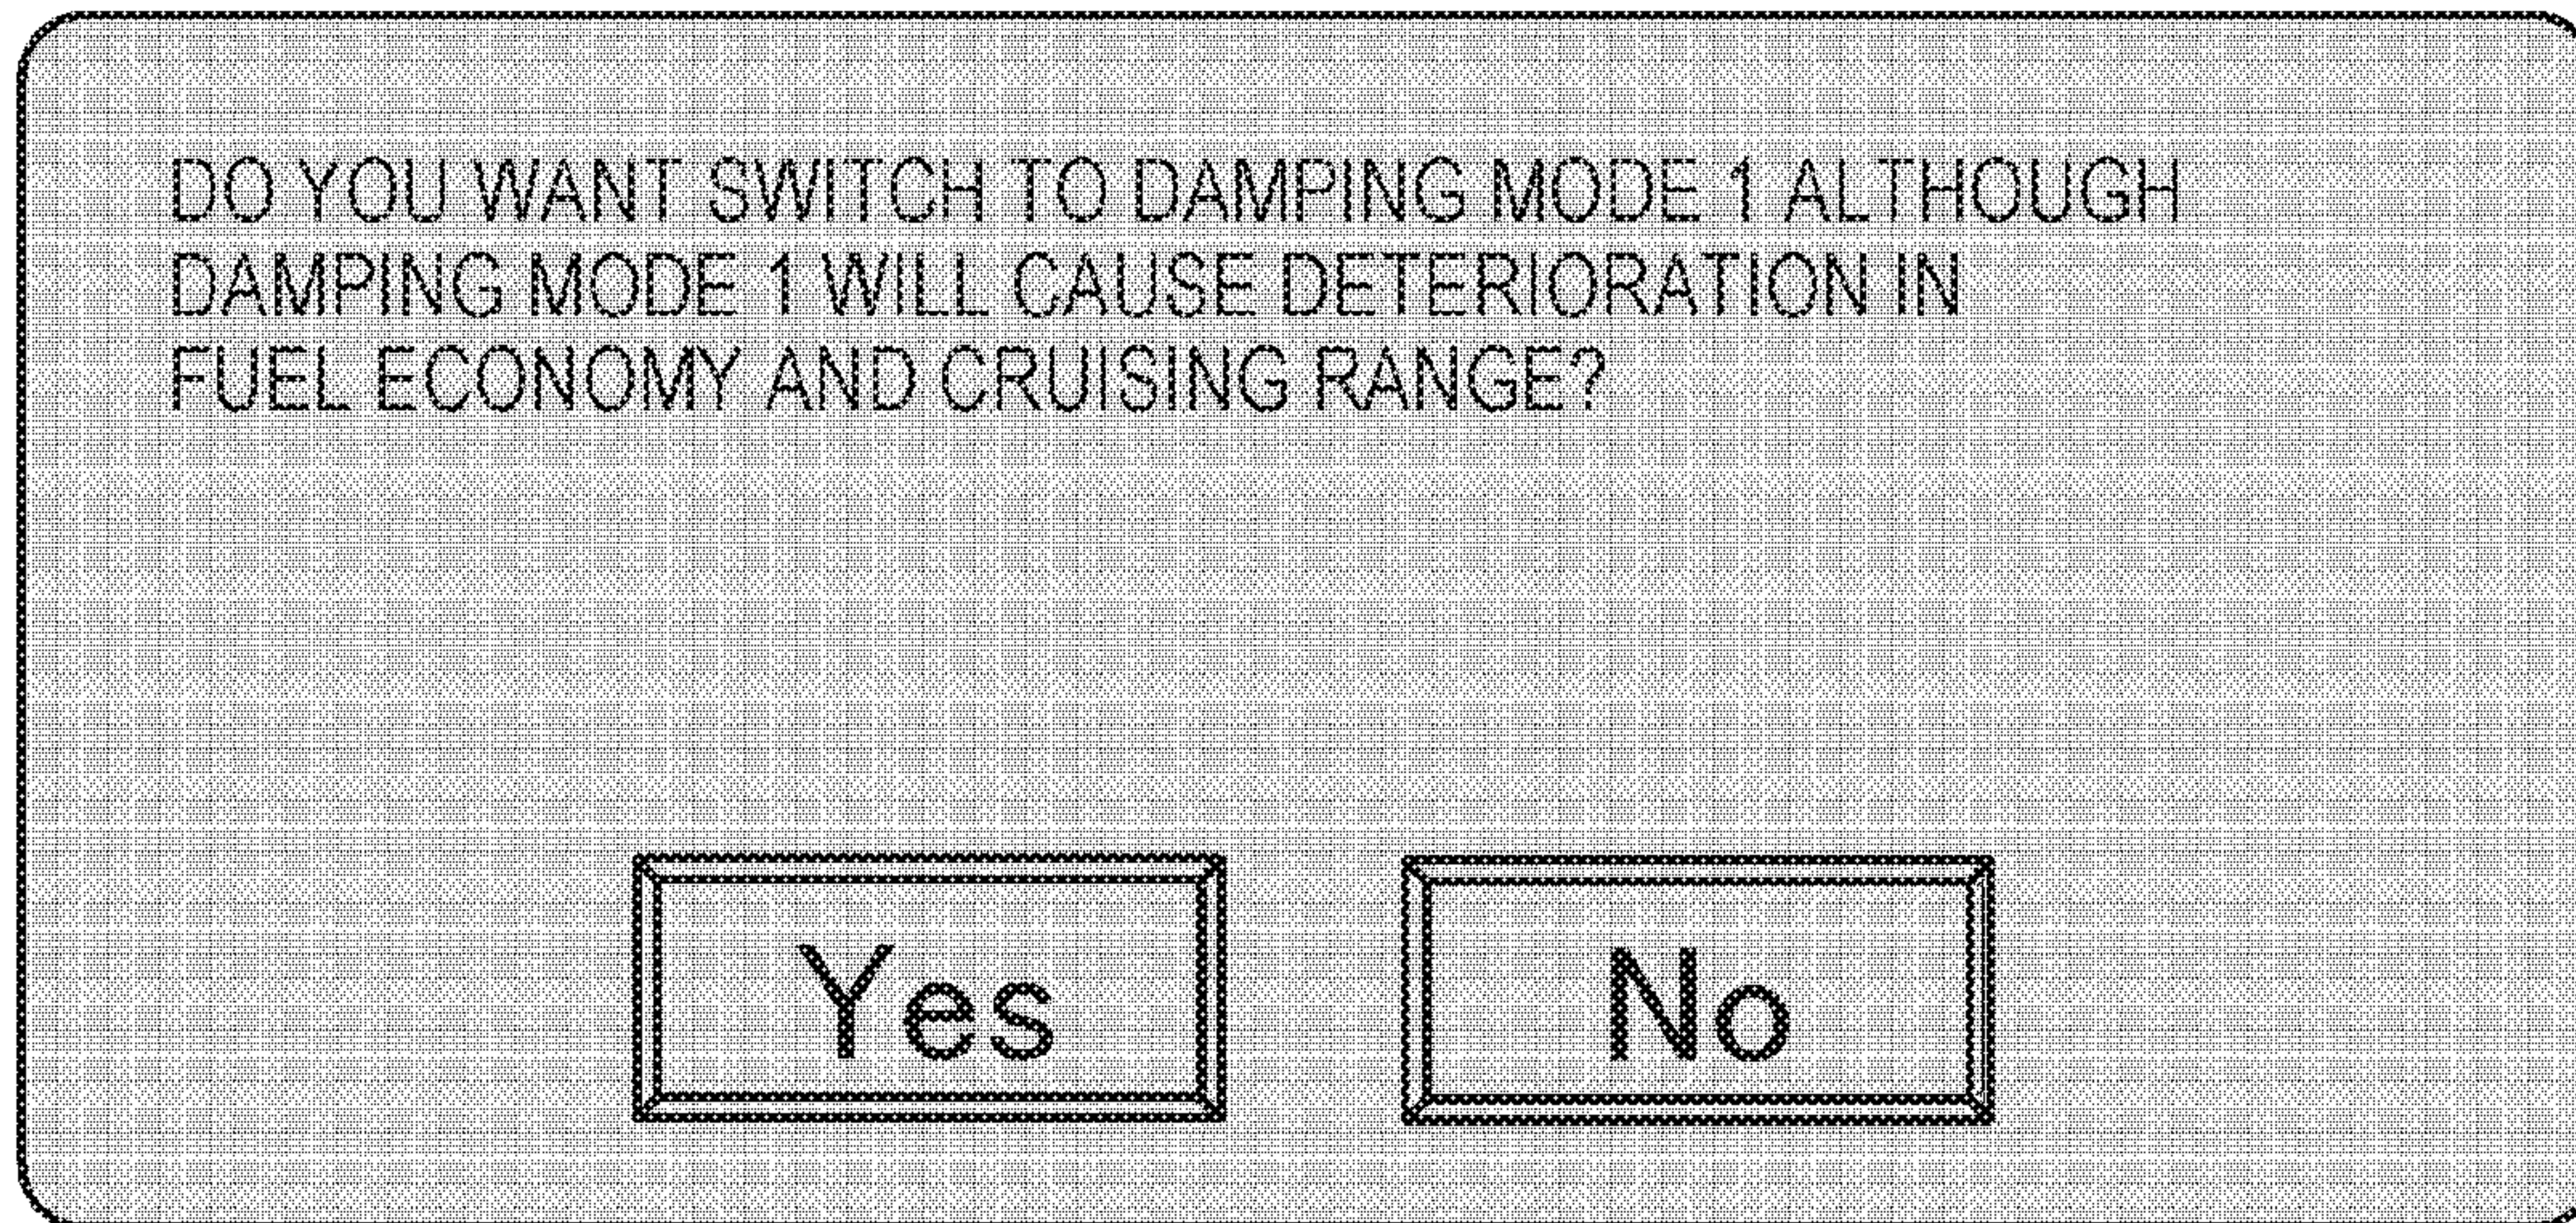 DO YOU WANT SWITCH TO DAMPING MODE 1 ALTHOUGH
DAMPING MODE 1 WILL CAUSE DETERIORATION IN
FUEL ECONOMY AND CRUISING RANGE?
Yes
No